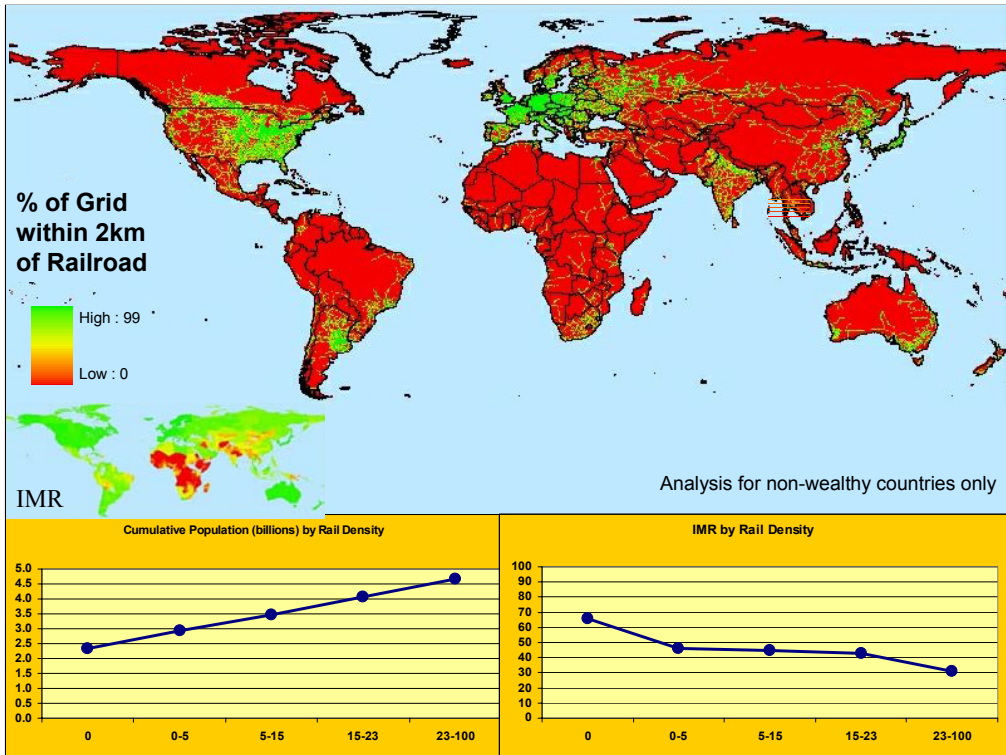 % of Grid
within 2km
of Railroad
High : 99
Low : 0
IMR
Analysis for non-wealthy countries only
Cumulative Population (billions) by Rail Density
5.0
4.5
4.0
3.5
3.0
2.5
2.0
1.5
1.0
0.5
0.0
0 0-5 5-15 15-23 23-100
IMR by Rail Density
100
90
80
70
60
50
40
30
20
10
0
0 0-5 5-15 15-23 23-100